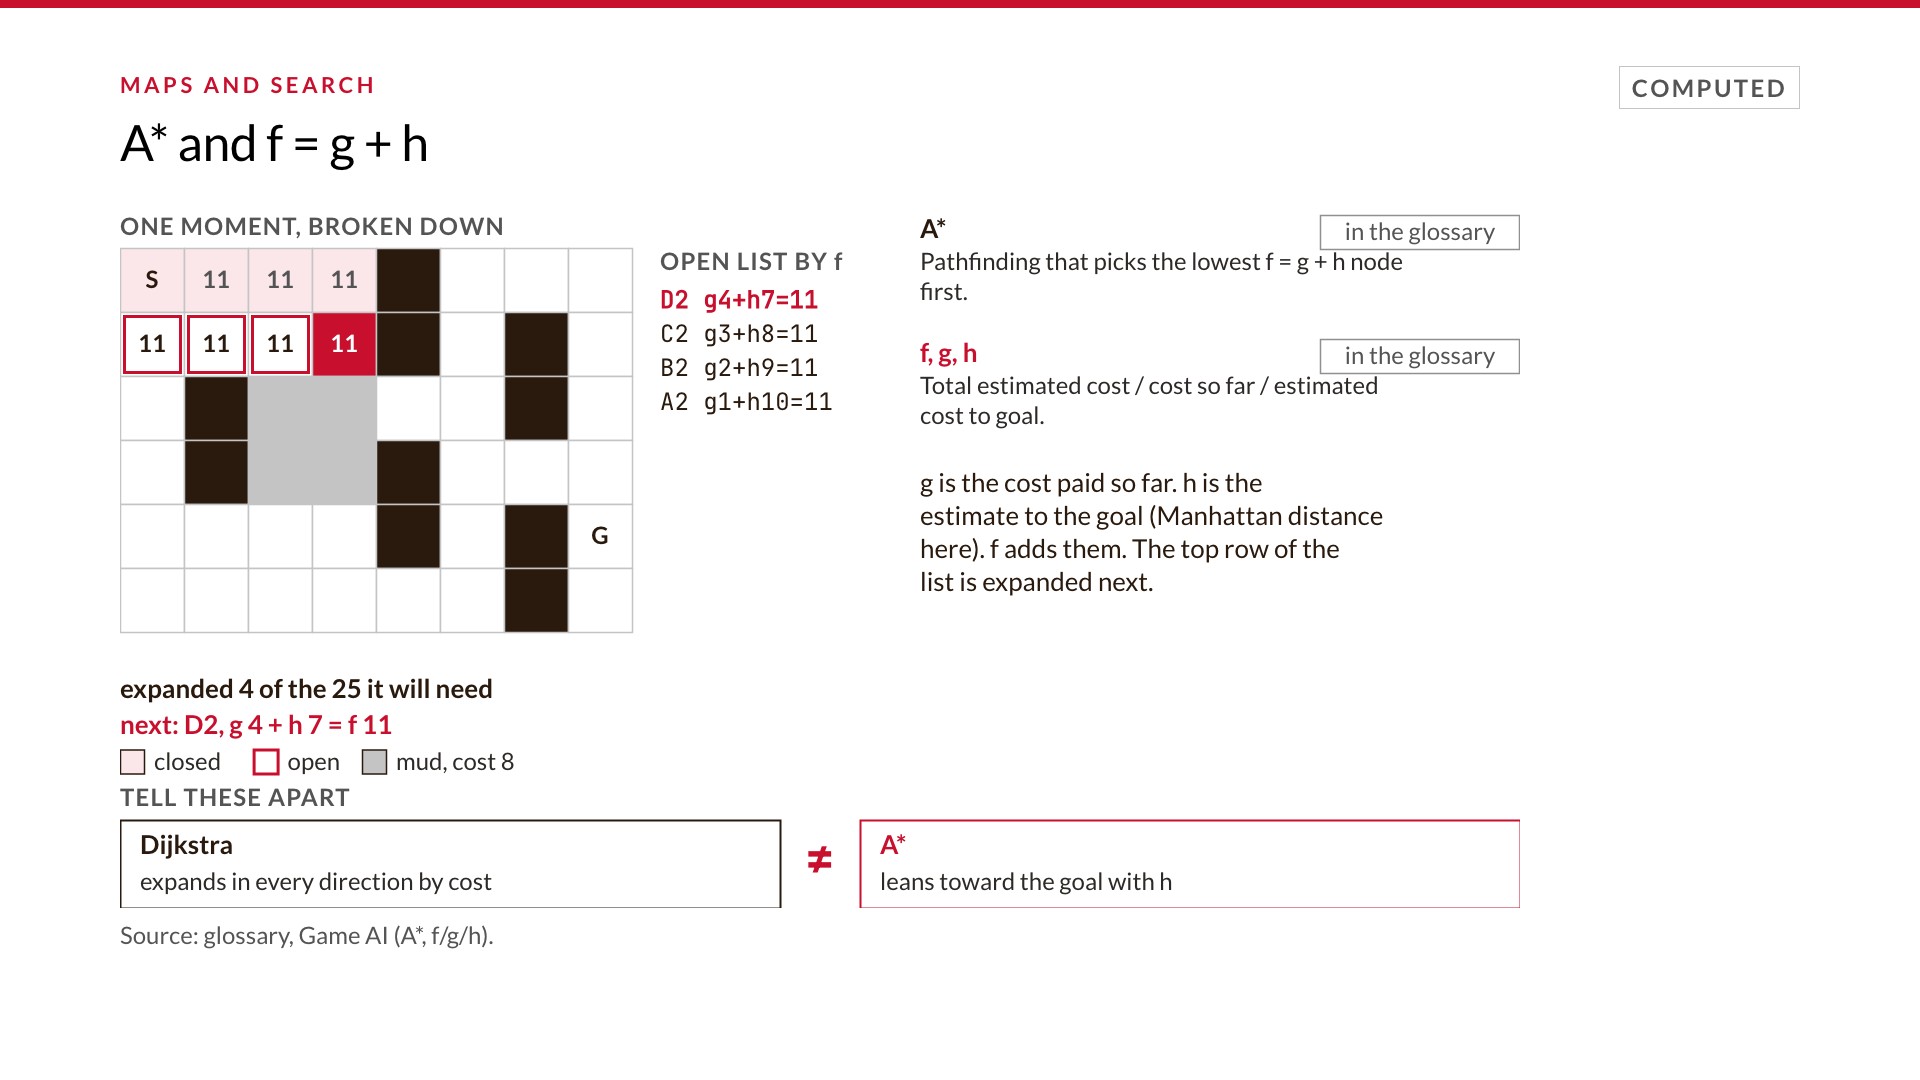 MAPS AND SEARCH
COMPUTED
A* and f = g + h
ONE MOMENT, BROKEN DOWN
S 11 11 11
11 11 11 11
G
OPEN LIST BY f
D2 g4+h7=11
C2 g3+h8=11
B2 g2+h9=11
A2 g1+h10=11
A*
in the glossary
Pathfinding that picks the lowest f = g + h node
first.
f, g, h
in the glossary
Total estimated cost / cost so far / estimated
cost to goal.
g is the cost paid so far. h is the
estimate to the goal (Manhattan distance
here). f adds them. The top row of the
list is expanded next.
expanded 4 of the 25 it will need
next: D2, g 4 + h 7 = f 11
closed open mud, cost 8
TELL THESE APART
Dijkstra
expands in every direction by cost
≠
A*
leans toward the goal with h
Source: glossary, Game AI (A*, f/g/h).